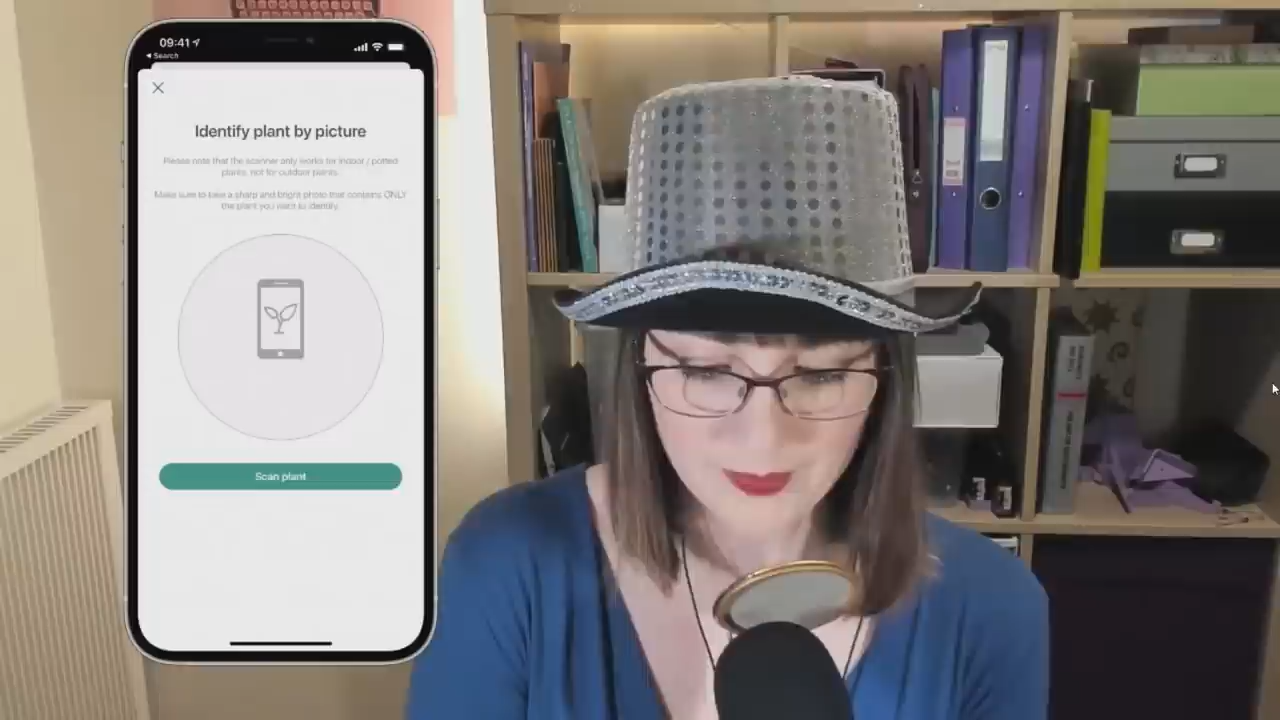 09:41
Search
Identify plant by picture
Please note that the scanner only works for indoor / potted
plants, not for outdoor plants.
Make sure to take a sharp and bright photo that contains ONLY
the plant you want to identify.
Scan plant